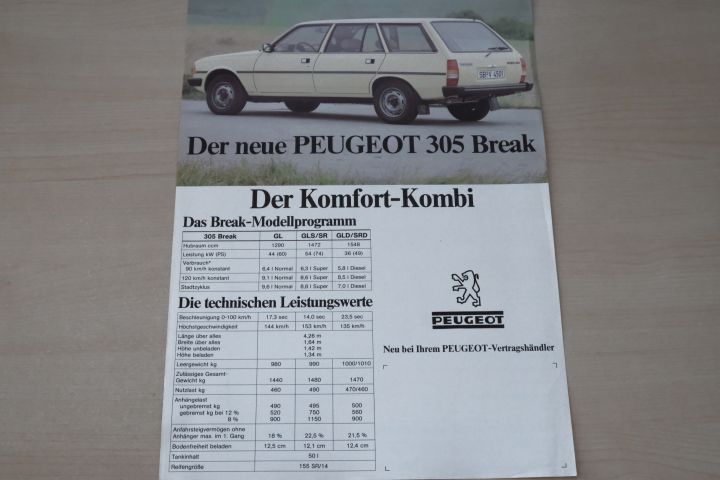 SB·V 4501
Der neue PEUGEOT 305 Break
Der Komfort-Kombi
Das Break-Modellprogramm
305 Break GL GLS/SR GLD/SRD
Hubraum ccm 1290 1472 1548
Leistung kW (PS) 44 (60) 54 (74) 36 (49)
Verbrauch*
90 km/h konstant 6,4 l Normal 6,3 l Super 5,8 l Diesel
120 km/h konstant 9,1 l Normal 8,6 l Super 8,5 l Diesel
Stadtzyklus 9,6 l Normal 8,8 l Super 7,0 l Diesel
Die technischen Leistungswerte
Beschleunigung 0-100 km/h 17,3 sec 14,0 sec 23,5 sec
Höchstgeschwindigkeit 144 km/h 153 km/h 135 km/h
Länge über alles 4,26 m
Breite über alles 1,64 m
Höhe unbeladen 1,42 m
Höhe beladen 1,34 m
Leergewicht kg 980 990 1000/1010
Zulässiges Gesamt-
Gewicht kg 1440 1480 1470
Nutzlast kg 460 490 470/460
Anhängelast
ungebremst kg 490 495 500
gebremst kg bei 12 % 520 750 560
8 % 900 1150 900
Anfahrsteigvermögen ohne
Anhänger max. im 1. Gang 18 % 22,5 % 21,5 %
Bodenfreiheit beladen 12,5 cm 12,1 cm 12,4 cm
Tankinhalt 50 l
Reifengröße 155 SR/14
PEUGEOT
Neu bei Ihrem PEUGEOT-Vertragshändler